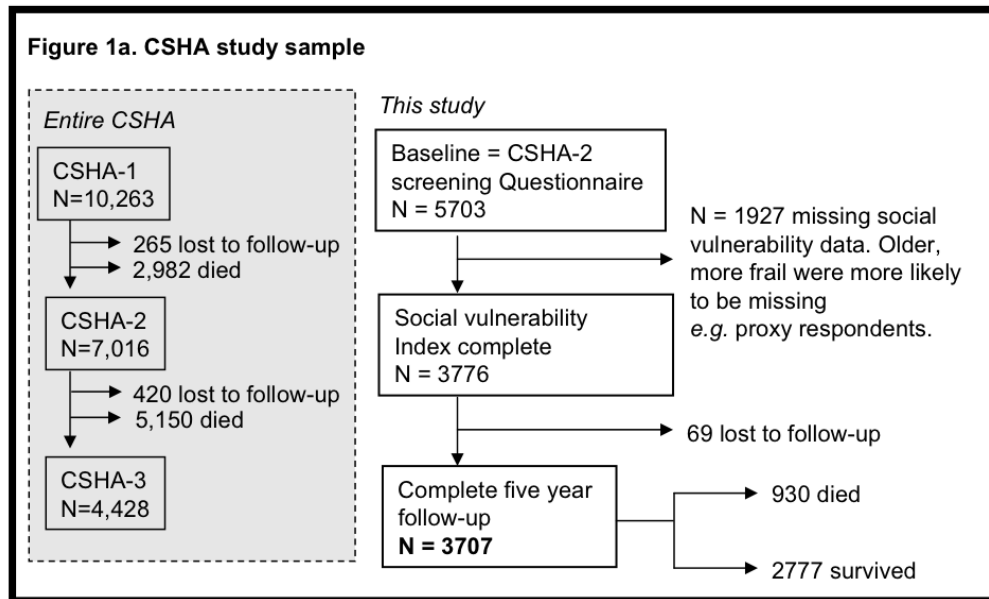 Figure 1a. CSHA study sample
Entire CSHA
CSHA-1
N=10,263
265 lost to follow-up
2,982 died
CSHA-2
N=7,016
420 lost to follow-up
5,150 died
CSHA-3
N=4,428
This study
Baseline = CSHA-2
screening Questionnaire
N = 5703
N = 1927 missing social
vulnerability data. Older,
more frail were more likely
to be missing
e.g. proxy respondents.
Social vulnerability
Index complete
N = 3776
69 lost to follow-up
Complete five year
follow-up
N = 3707
930 died
2777 survived